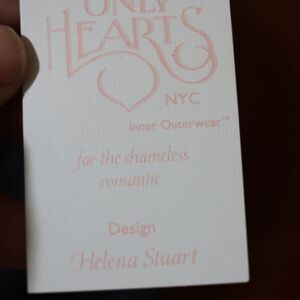 ONLY
HEARTS
NYC
Inner Outerwear™
for the shameless
romantic
Design
Helena Stuart